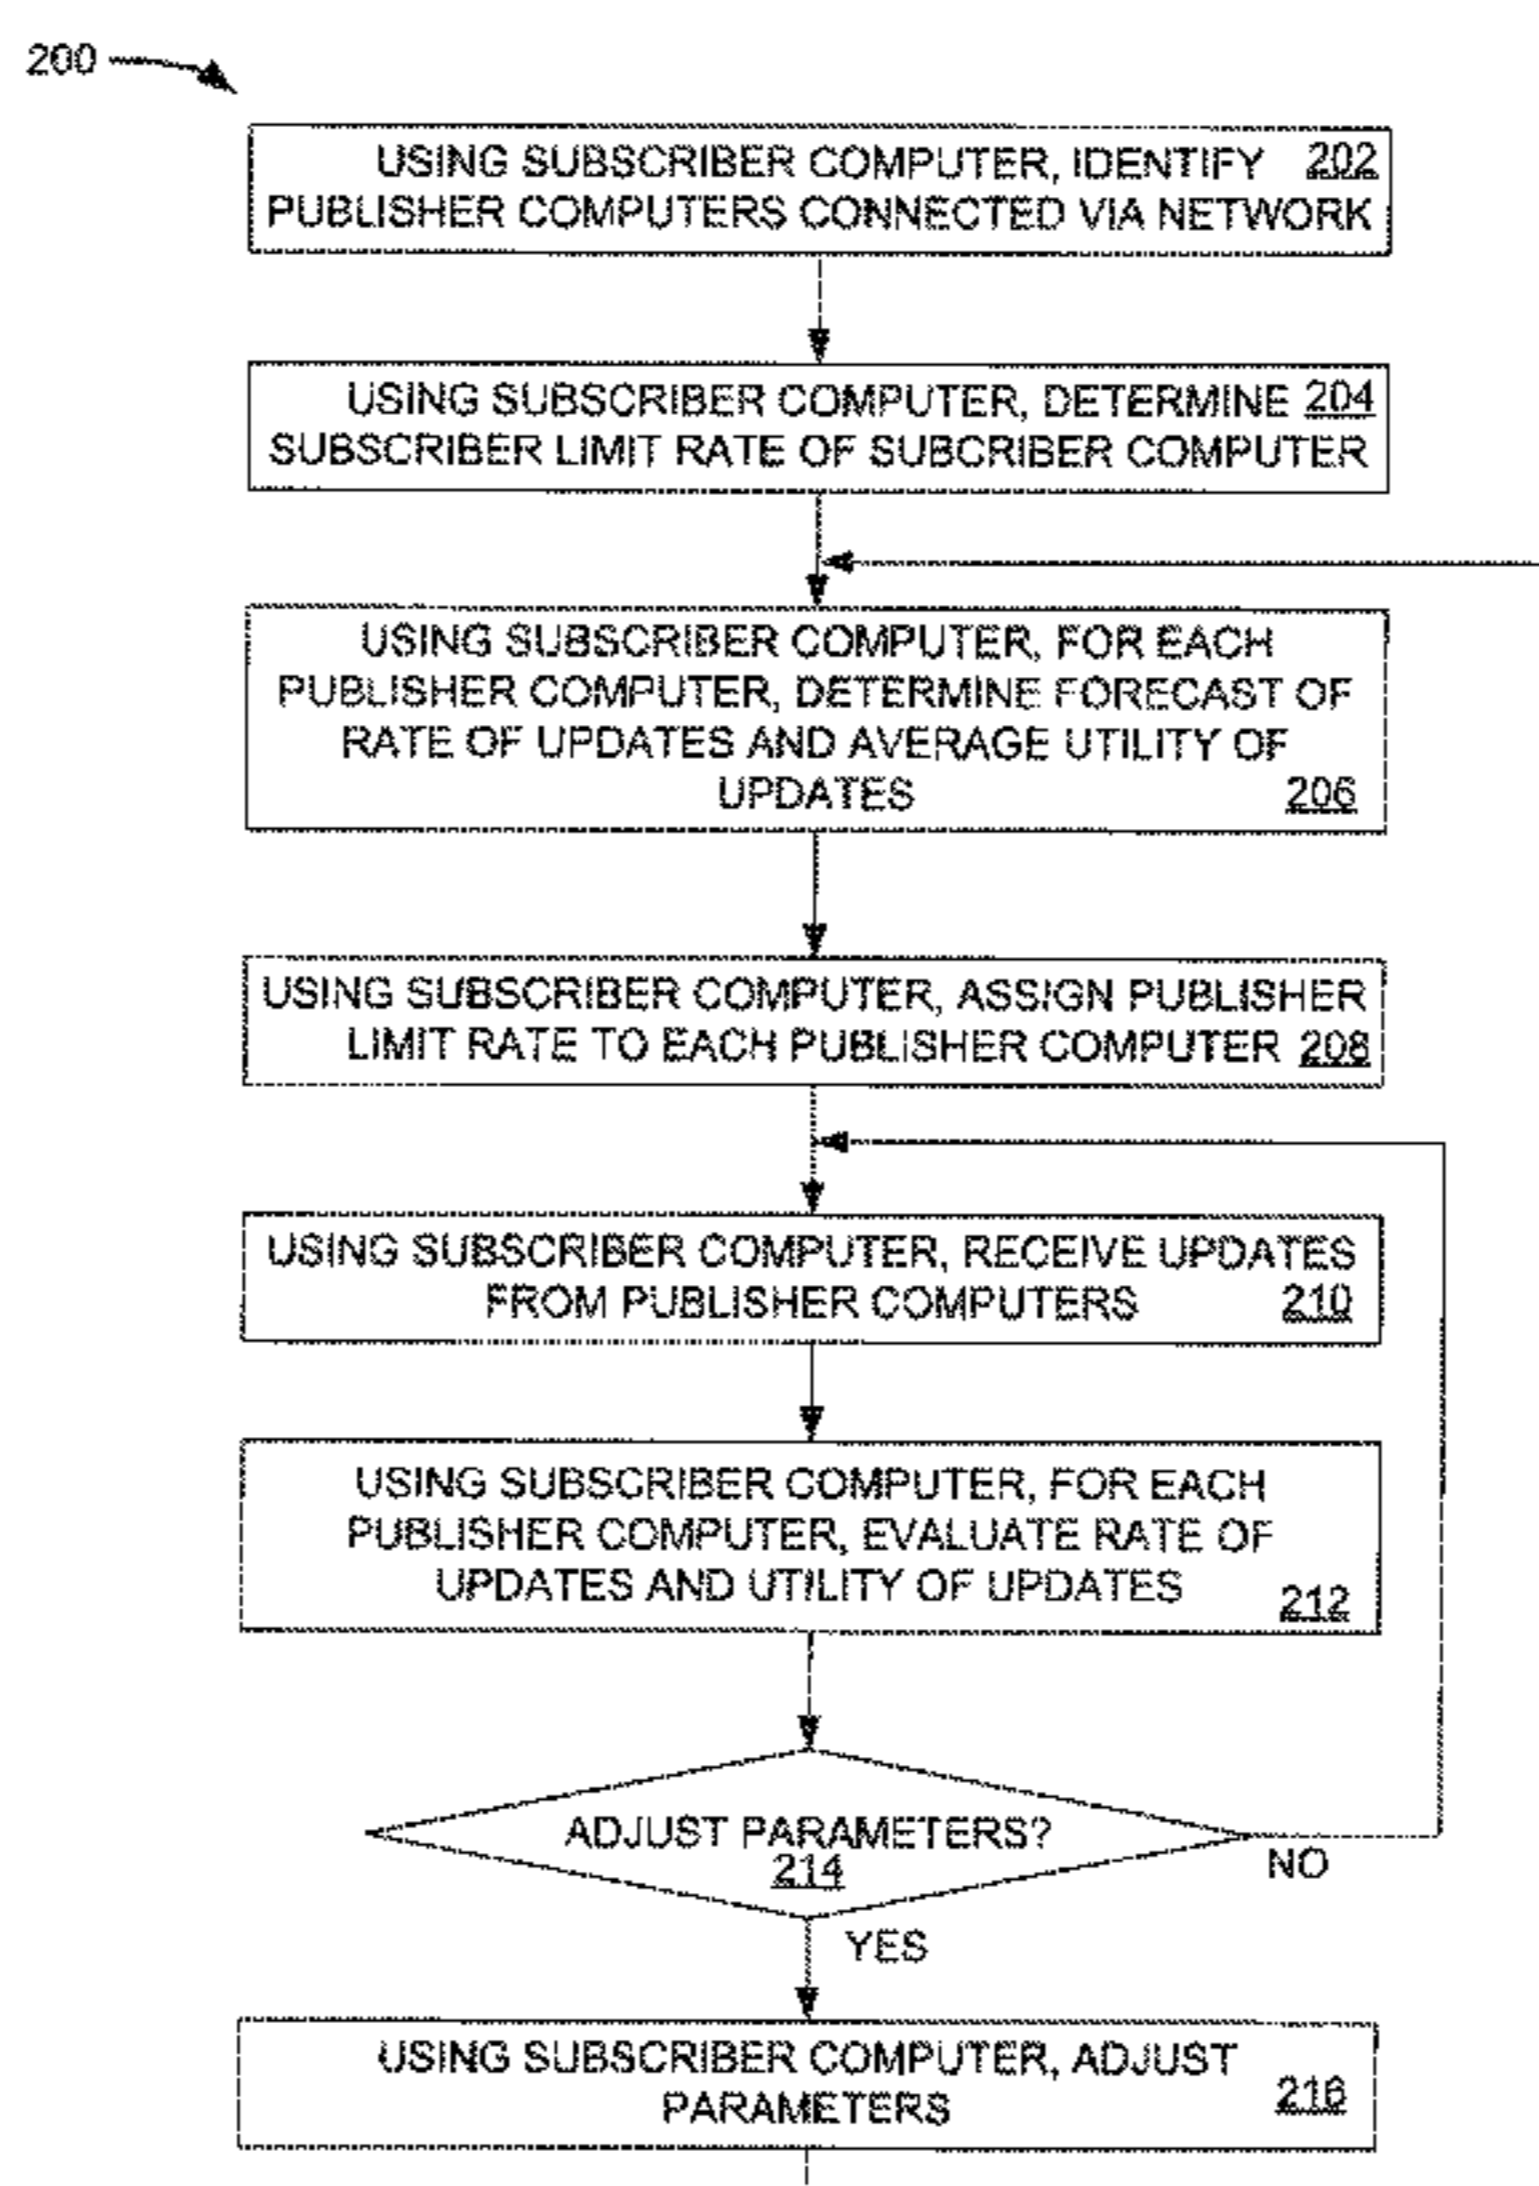 200
USING SUBSCRIBER COMPUTER, IDENTIFY 202
PUBLISHER COMPUTERS CONNECTED VIA NETWORK
USING SUBSCRIBER COMPUTER, DETERMINE 204
SUBSCRIBER LIMIT RATE OF SUBCRIBER COMPUTER
USING SUBSCRIBER COMPUTER, FOR EACH
PUBLISHER COMPUTER, DETERMINE FORECAST OF
RATE OF UPDATES AND AVERAGE UTILITY OF
UPDATES 206
USING SUBSCRIBER COMPUTER, ASSIGN PUBLISHER
LIMIT RATE TO EACH PUBLISHER COMPUTER 208
USING SUBSCRIBER COMPUTER, RECEIVE UPDATES
FROM PUBLISHER COMPUTERS 210
USING SUBSCRIBER COMPUTER, FOR EACH
PUBLISHER COMPUTER, EVALUATE RATE OF
UPDATES AND UTILITY OF UPDATES 212
ADJUST PARAMETERS?
214
NO
YES
USING SUBSCRIBER COMPUTER, ADJUST
PARAMETERS 216